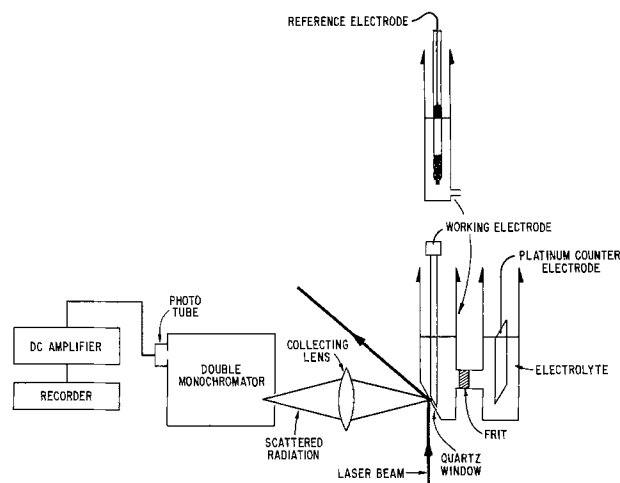 REFERENCE ELECTRODE
WORKING ELECTRODE
PLATINUM COUNTER
ELECTRODE
PHOTO
TUBE
DC AMPLIFIER
RECORDER
DOUBLE
MONOCHROMATOR
COLLECTING
LENS
SCATTERED
RADIATION
LASER BEAM
QUARTZ
WINDOW
FRIT
ELECTROLYTE